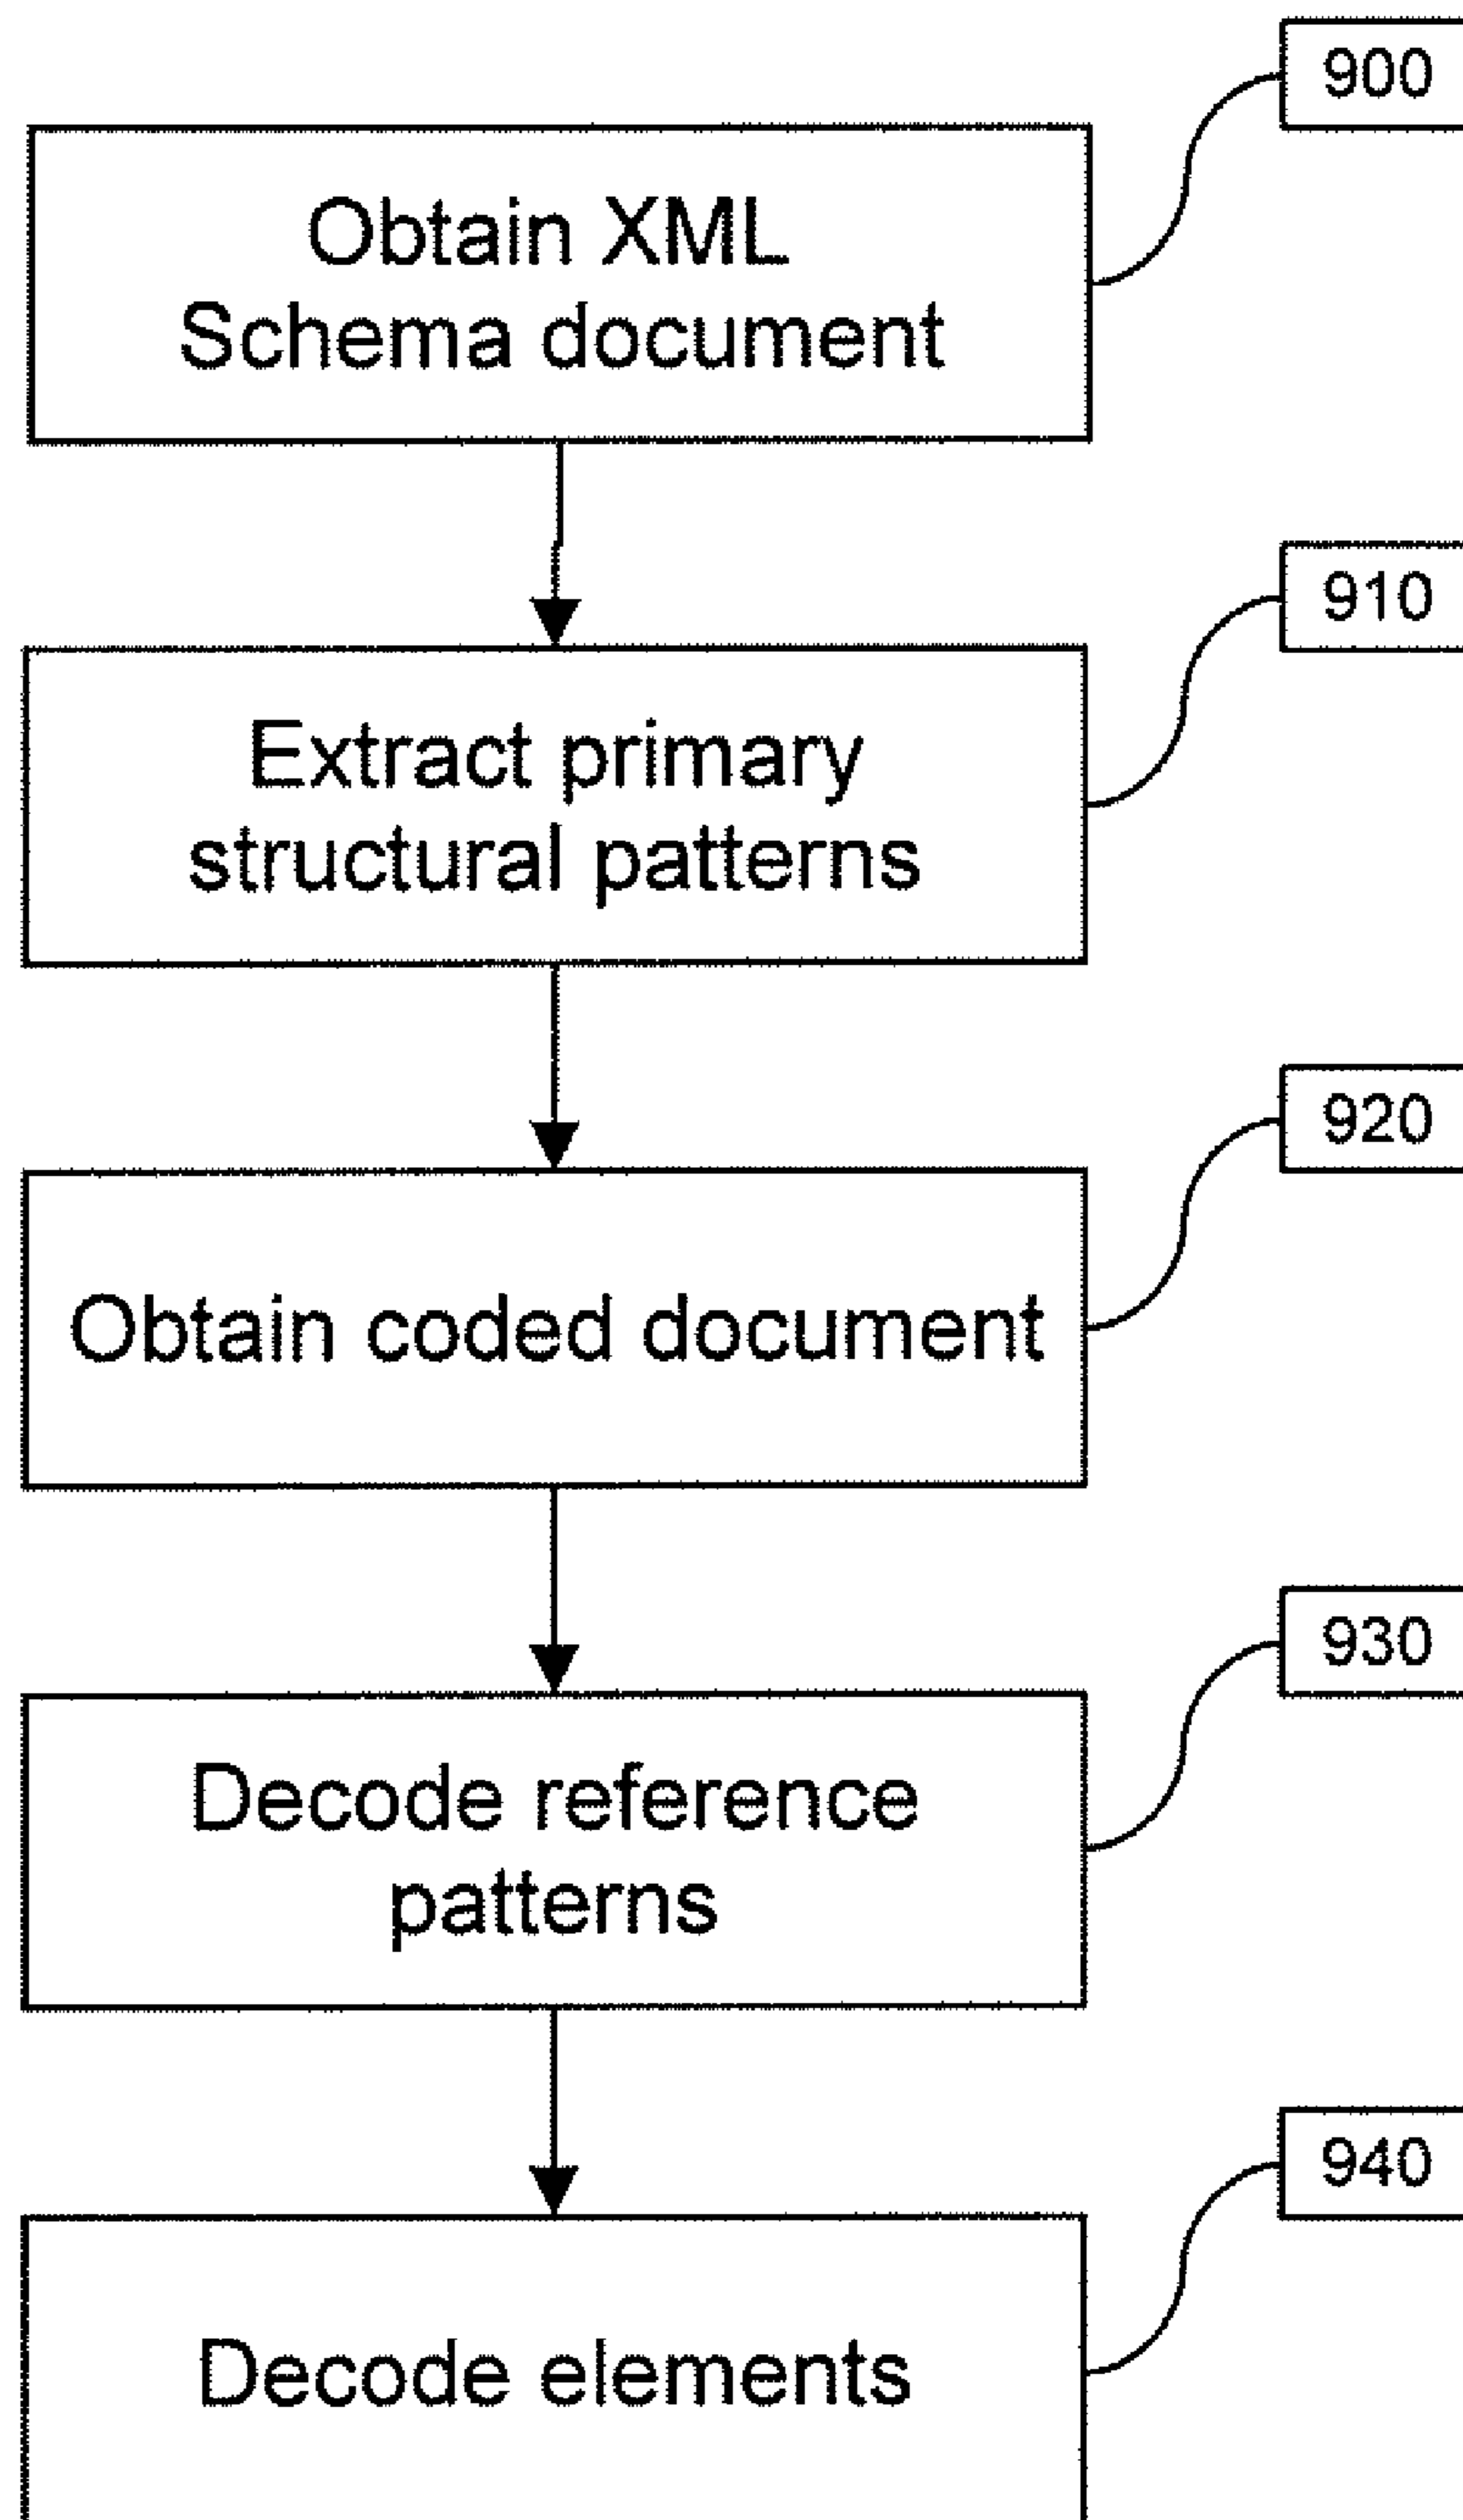 900
Obtain XML
Schema document
910
Extract primary
structural patterns
920
Obtain coded document
930
Decode reference
patterns
940
Decode elements